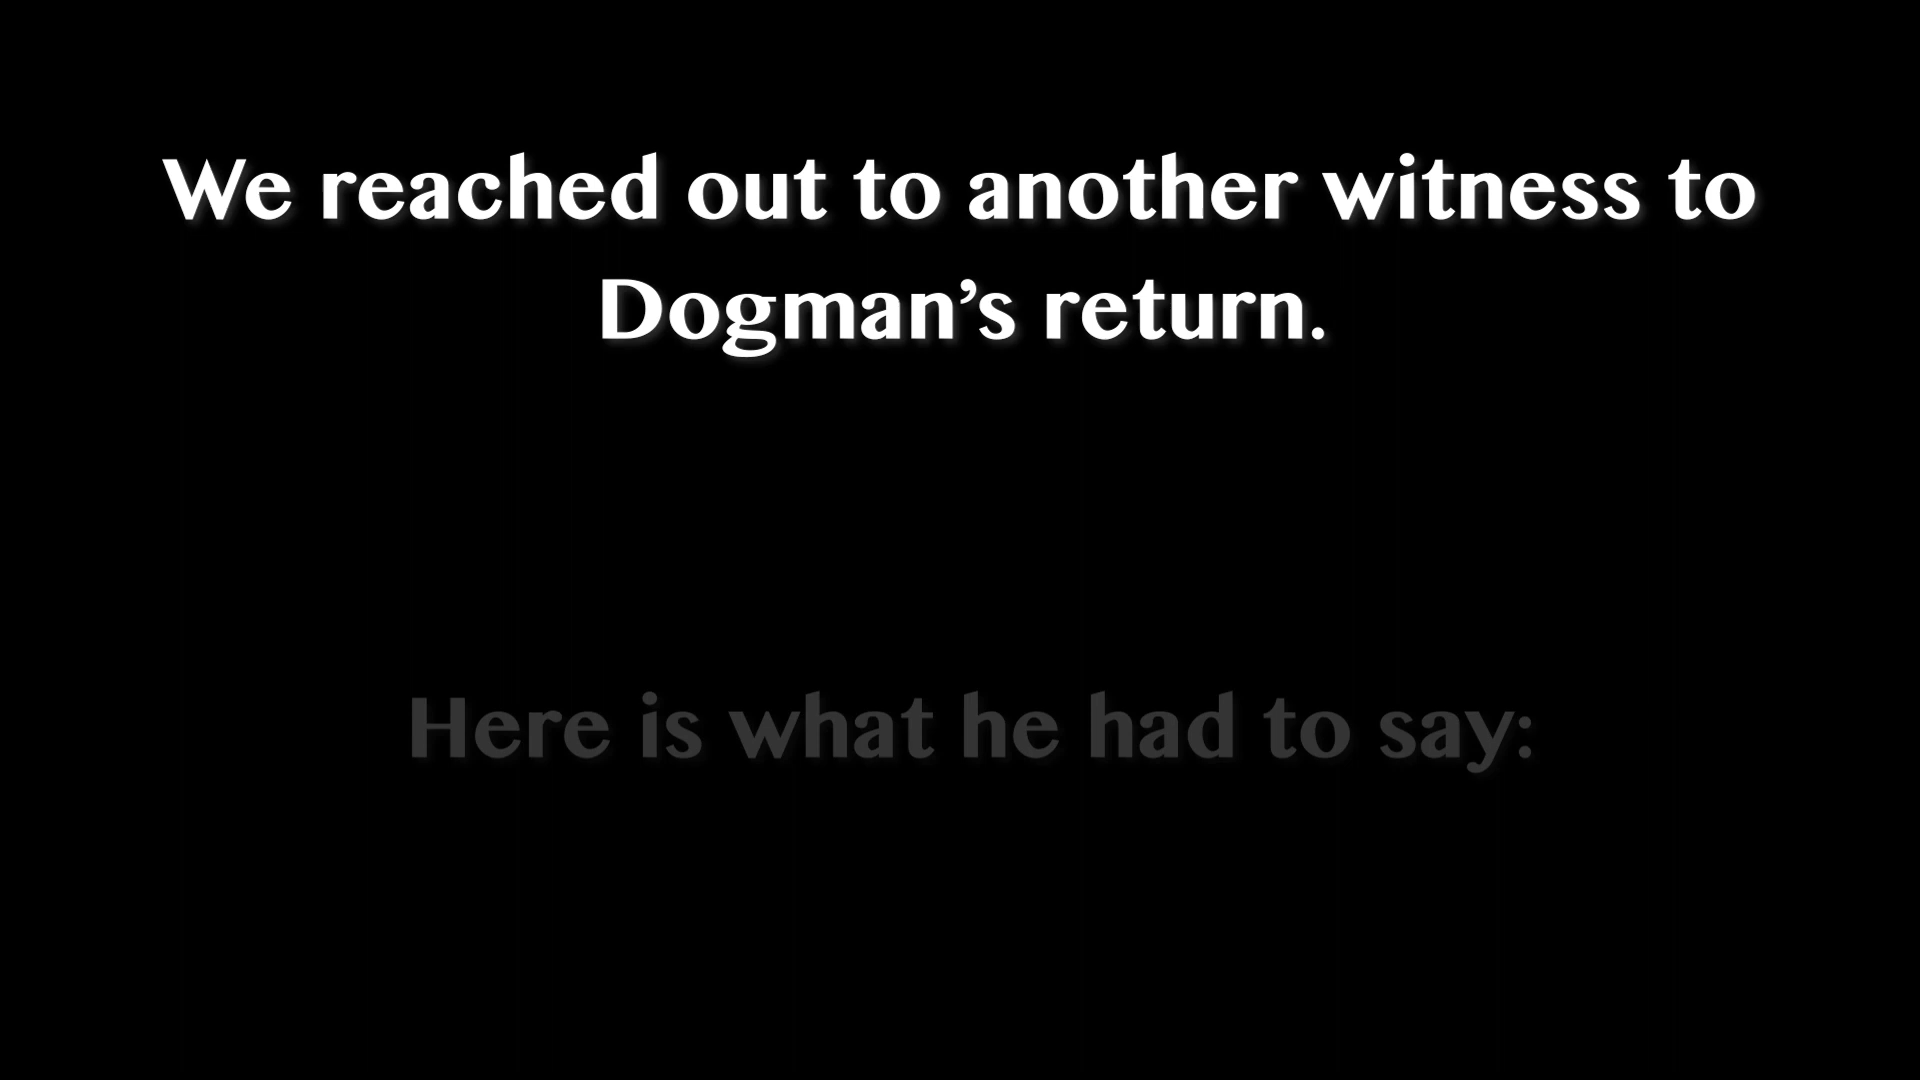 We reached out to another witness to
Dogman’s return.
Here is what he had to say: